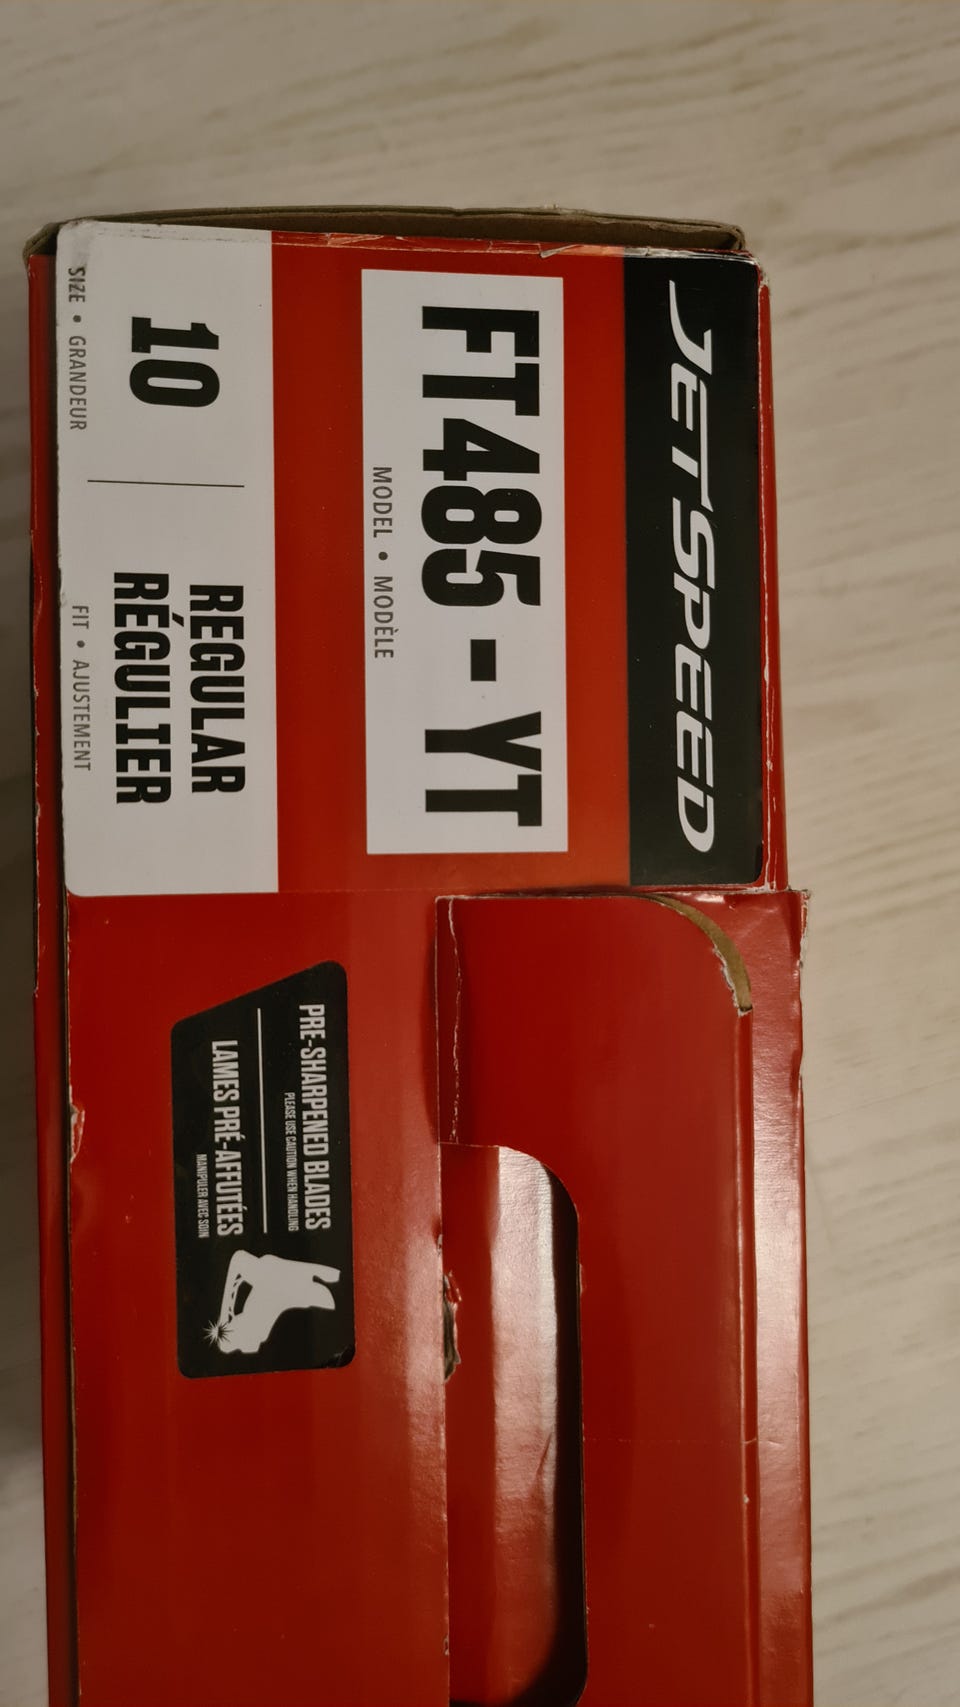 JETSPEED
FT485 - YT
MODEL • MODÈLE
10
SIZE • GRANDEUR
REGULAR
RÉGULIER
FIT • AJUSTEMENT
PRE-SHARPENED BLADES
PLEASE USE CAUTION WHEN HANDLING
LAMES PRÉ-AFFUTÉES
MANIPULER AVEC SOIN